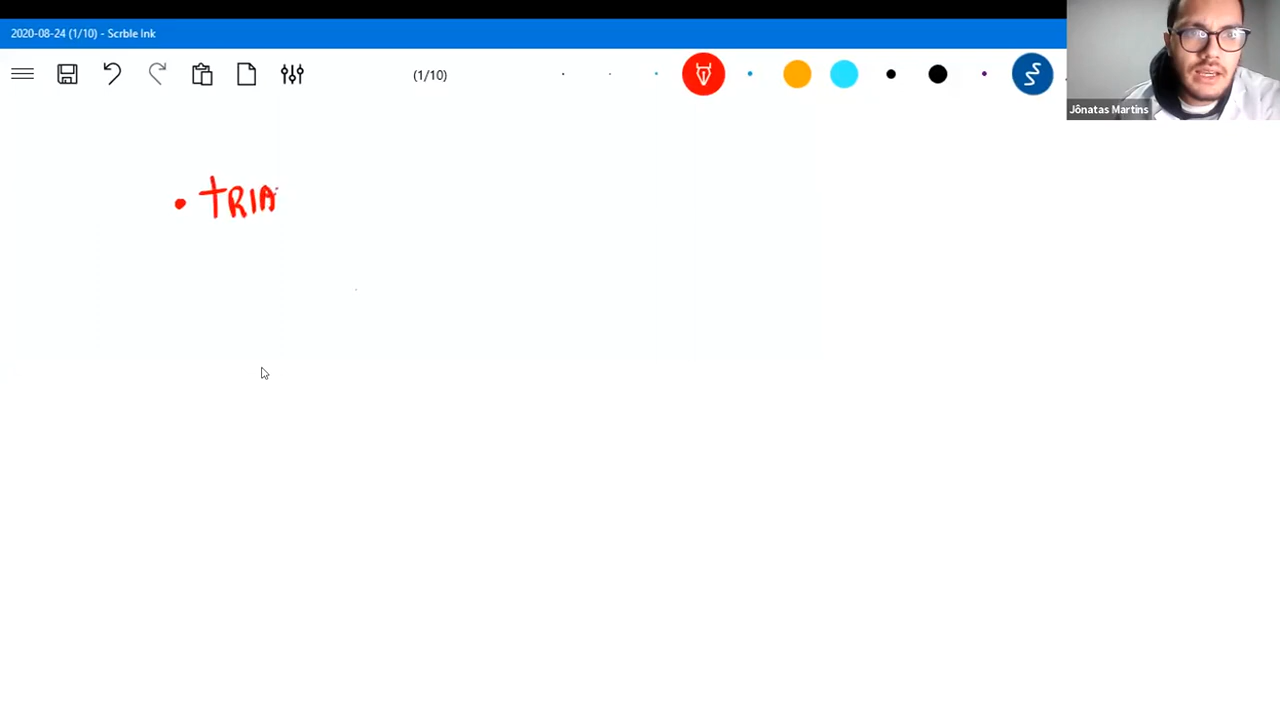 2020-08-24 (1/10) - Scrble Ink
(1/10)
Jônatas Martins
• TRIA